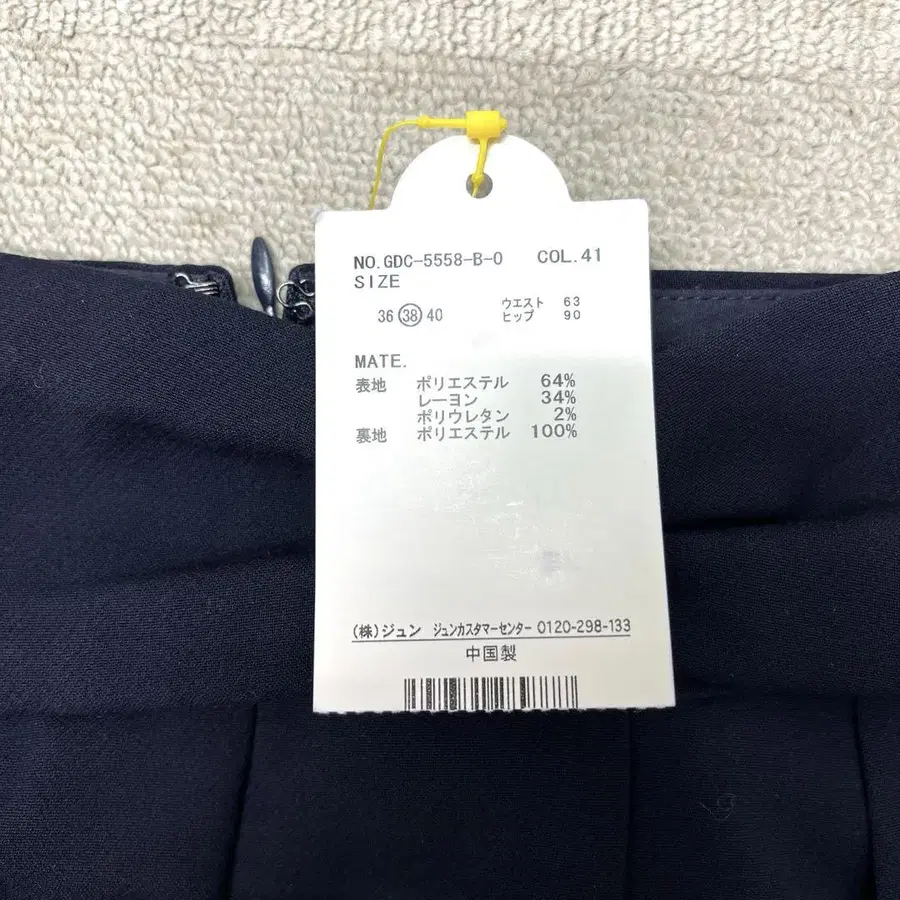 NO.GDC-5558-B-0 COL.41
SIZE
36 38 40 ウエスト 63
ヒップ 90
MATE.
表地 ポリエステル 64%
レーヨン 34%
ポリウレタン 2%
裏地 ポリエステル 100%
(株)ジュン ジュンカスタマーセンター 0120-298-133
中国製